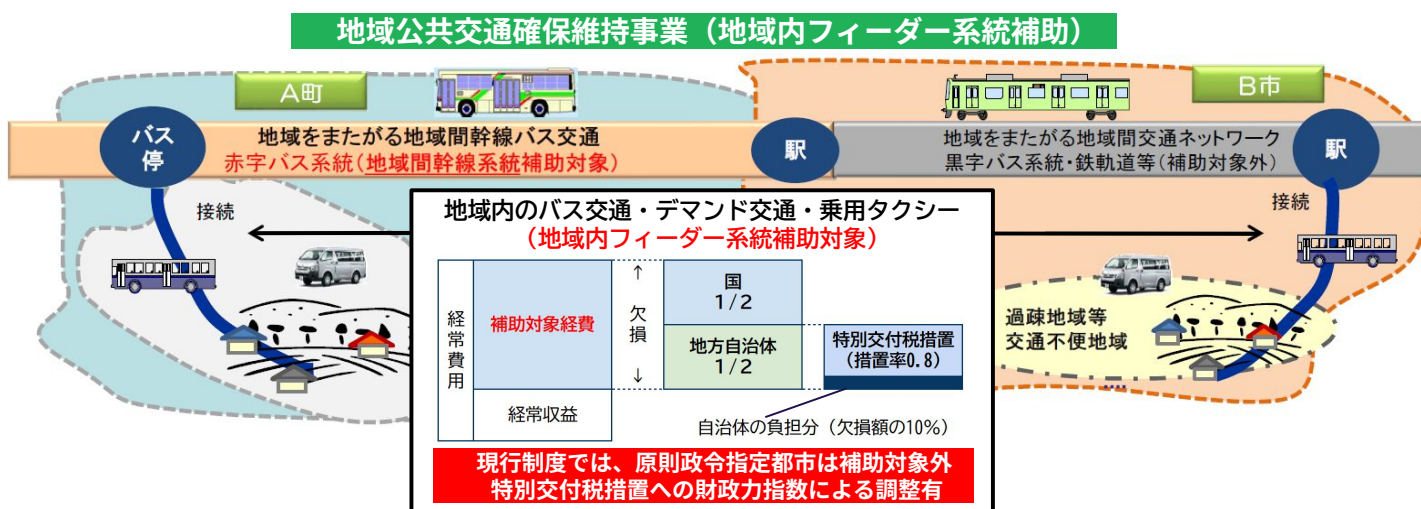 地域公共交通確保維持事業（地域内フィーダー系統補助）
A町
B市
バス
停
地域をまたがる地域間幹線バス交通
赤字バス系統（地域間幹線系統補助対象）
駅
地域をまたがる地域間交通ネットワーク
黒字バス系統・鉄軌道等（補助対象外）
駅
接続
接続
地域内のバス交通・デマンド交通・乗用タクシー
（地域内フィーダー系統補助対象）
経常費用
補助対象経費
↑
欠
損
↓
国
1/2
地方自治体
1/2
特別交付税措置
（措置率0.8）
経常収益
自治体の負担分（欠損額の10%）
過疎地域等
交通不便地域
現行制度では、原則政令指定都市は補助対象外
特別交付税措置への財政力指数による調整有